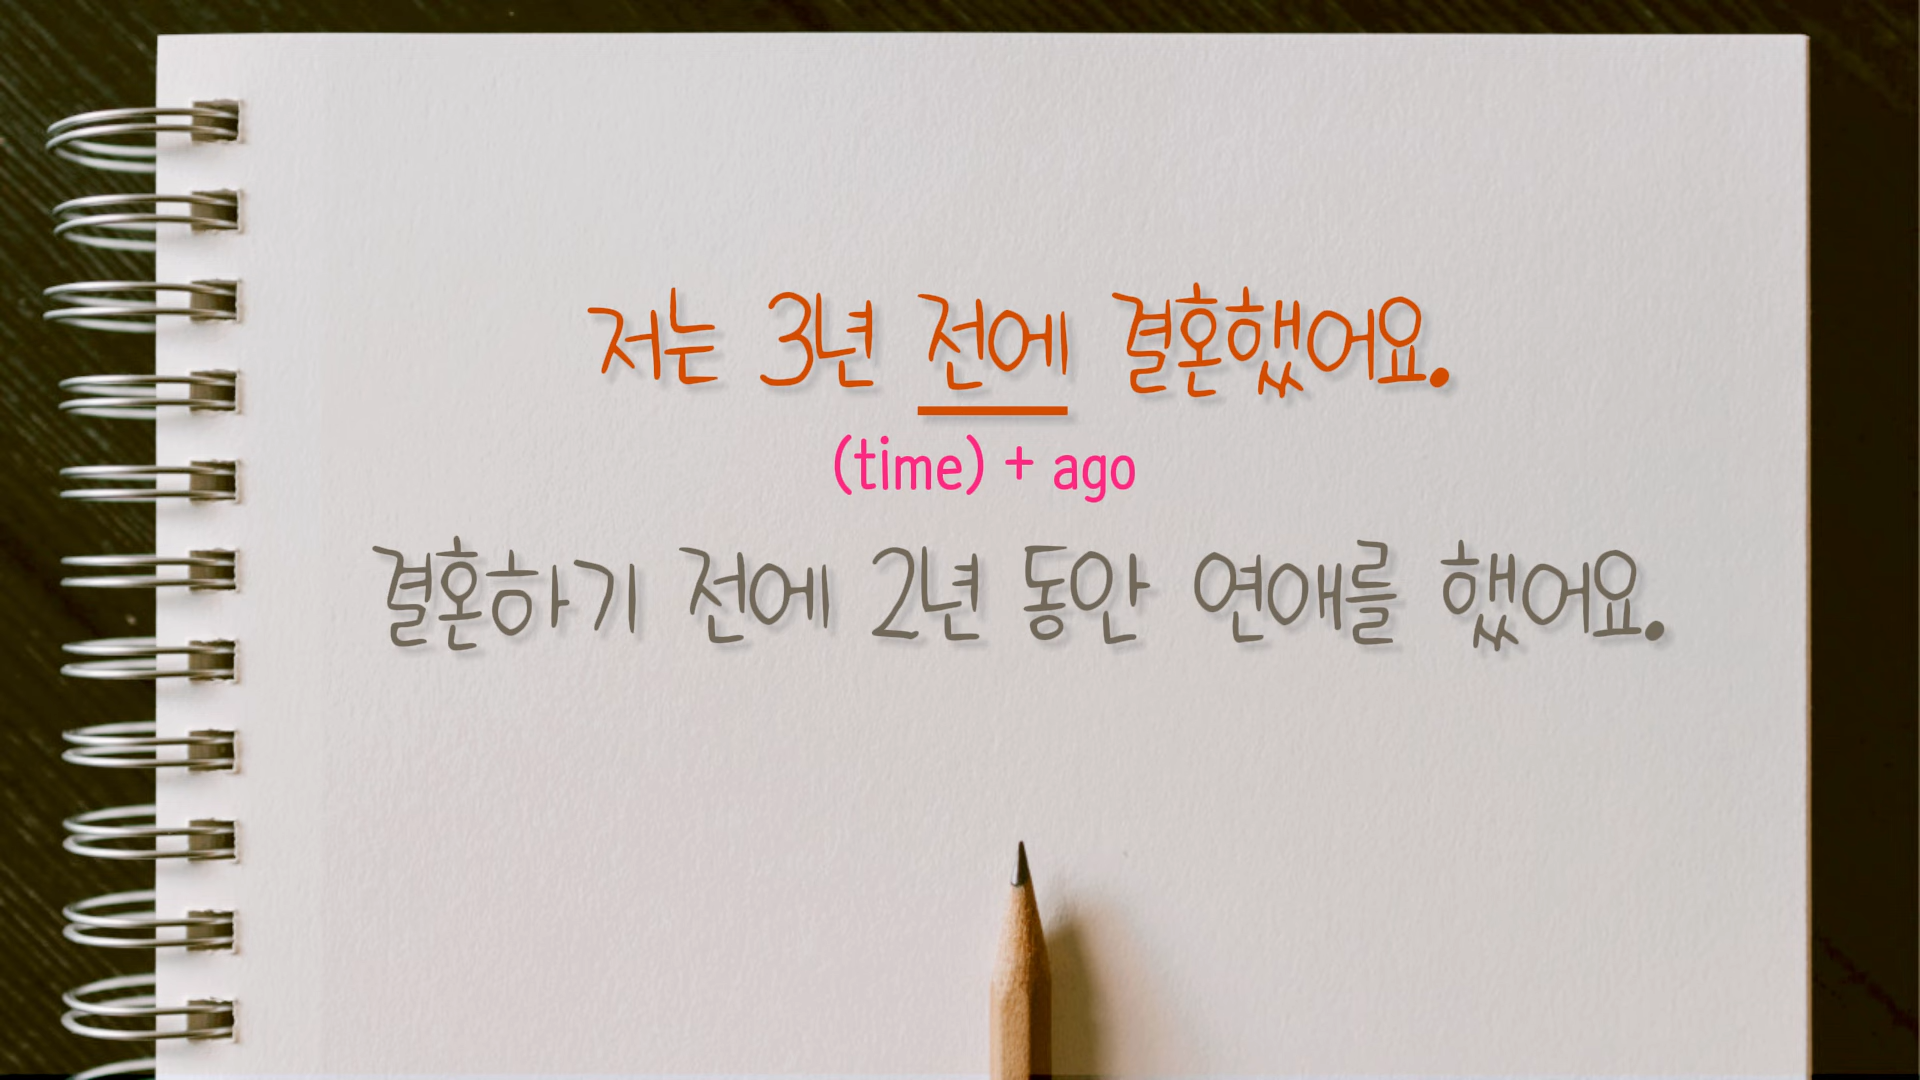 저는 3년 전에 결혼했어요.
(time) + ago
결혼하기 전에 2년 동안 연애를 했어요.